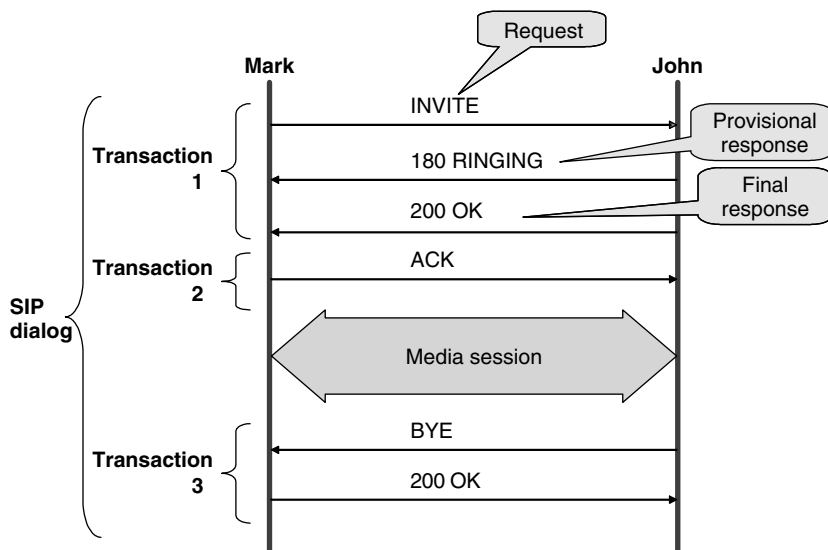 Request
Mark
John
INVITE
Provisional
response
Transaction
1
180 RINGING
Final
response
200 OK
Transaction
2
ACK
SIP
dialog
Media session
BYE
Transaction
3
200 OK